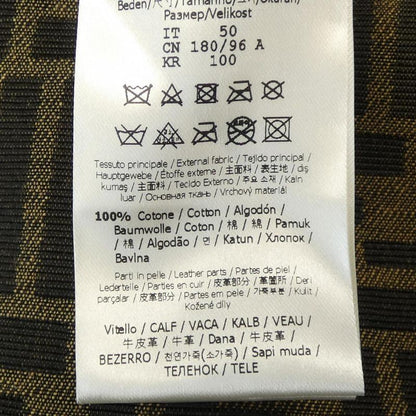 Beden/尺寸/Tamanho/크기/Ukuran/
Размер/Velikost
IT 50
CN 180/96 A
KR 100
Tessuto principale / External fabric / Tejido principal /
Hauptgewebe / Étoffe externe / 主面料 / 表生地 / dış
kumaş / 主面料 / Tecido Externo / 주요 소재 / Kain
luar / Основная ткань / Vrchový materiál
100% Cotone / Cotton / Algodón /
Baumwolle / Coton / 棉 / 綿 / Pamuk
/ 棉 / Algodão / 면 / Katun / Хлопок /
Bavlna
Parti in pelle / Leather parts / Partes de piel /
Lederteile / Parties en cuir / 皮革部分 / 革箇所 / Deri
parçalar / 皮革部分 / Partes em pele / 가죽부분 / Kulit /
Kožené díly
Vitello / CALF / VACA / KALB / VEAU /
牛皮革 / 牛革 / Dana / 牛皮革 /
BEZERRO / 천연가죽(소가죽) / Sapi muda /
ТЕЛЕНОК / TELE